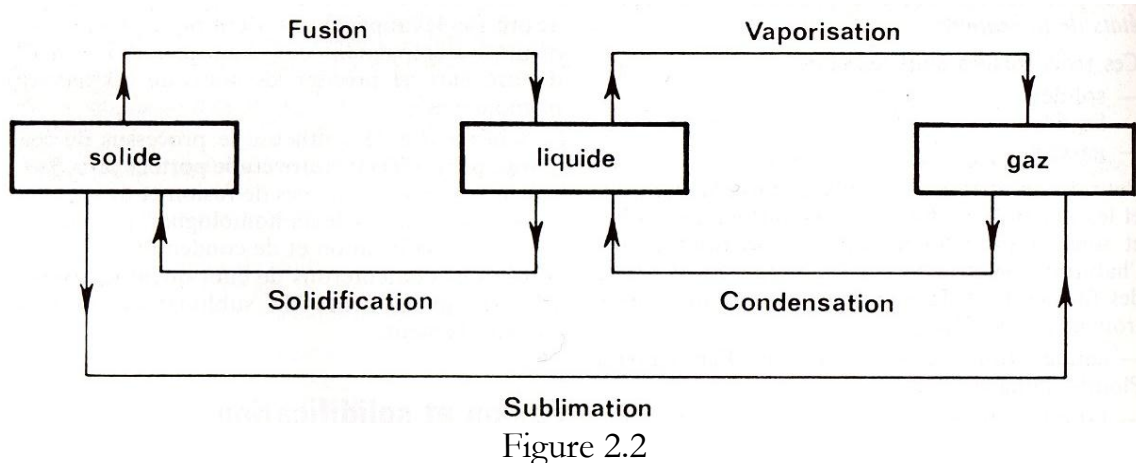 Fusion
Vaporisation
solide
liquide
gaz
Solidification
Condensation
Sublimation
Figure 2.2